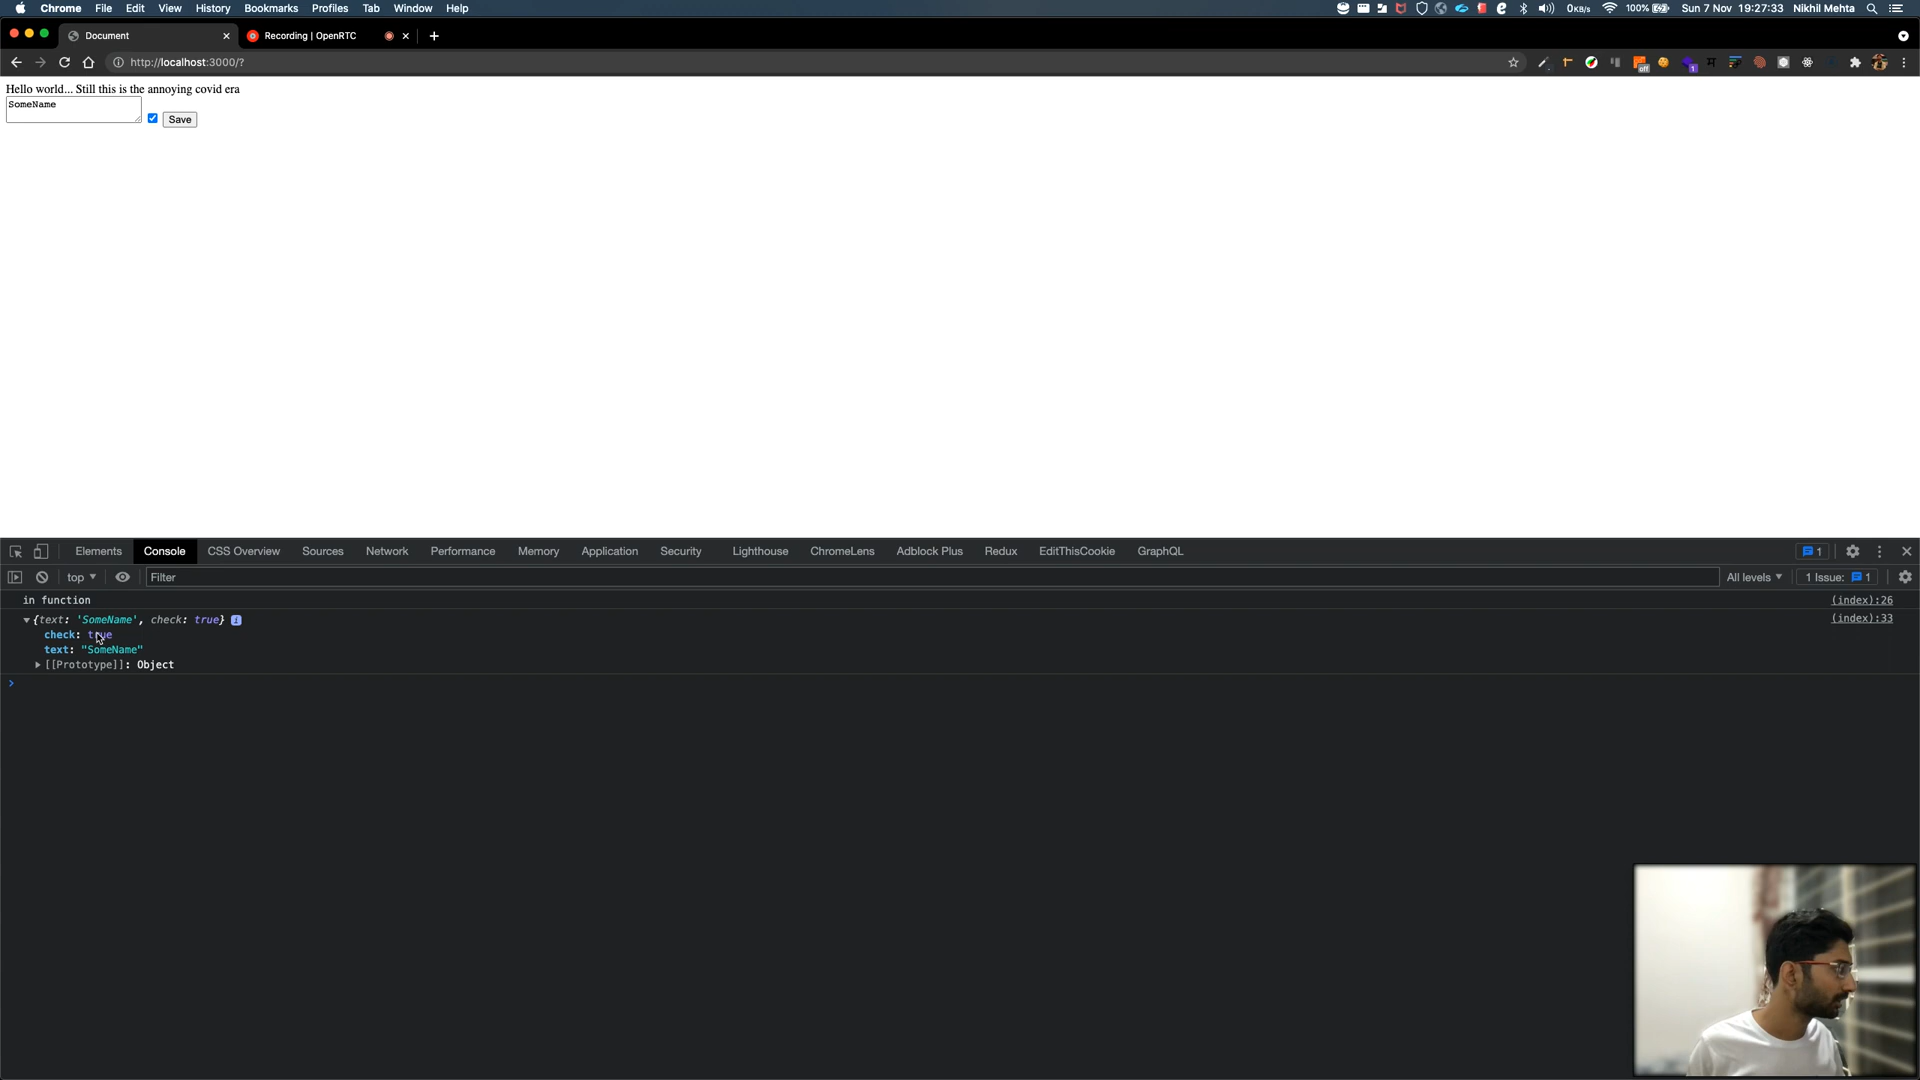 Chrome File Edit View History Bookmarks Profiles Tab Window Help 0KB/s 100% Sun 7 Nov 19:27:33 Nikhil Mehta
Document Recording | OpenRTC
http://localhost:3000/? off 1
Hello world... Still this is the annoying covid era
SomeName
Save
Elements Console CSS Overview Sources Network Performance Memory Application Security Lighthouse ChromeLens Adblock Plus Redux EditThisCookie GraphQL 1
top Filter All levels 1 Issue: 1
in function (index):26
{text: 'SomeName', check: true} i (index):33
check: true
text: "SomeName"
[[Prototype]]: Object